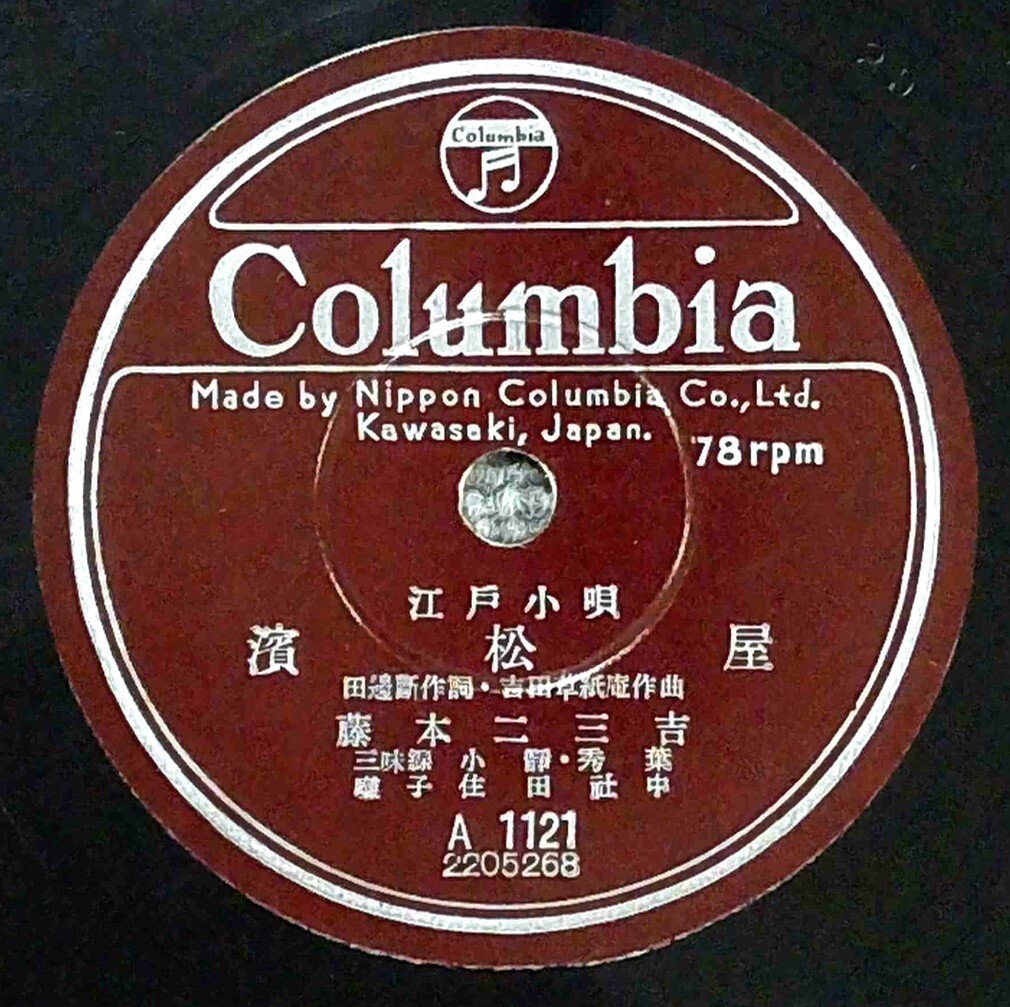 Columbia
Columbia
Made by Nippon Columbia Co., Ltd.
Kawasaki, Japan.
78 rpm
江戸小唄
濱松屋
田邊斷作詞・吉田草紙庵作曲
藤本二三吉
三味線 小靜・秀葉
囃子 住田社中
A 1121
2205268